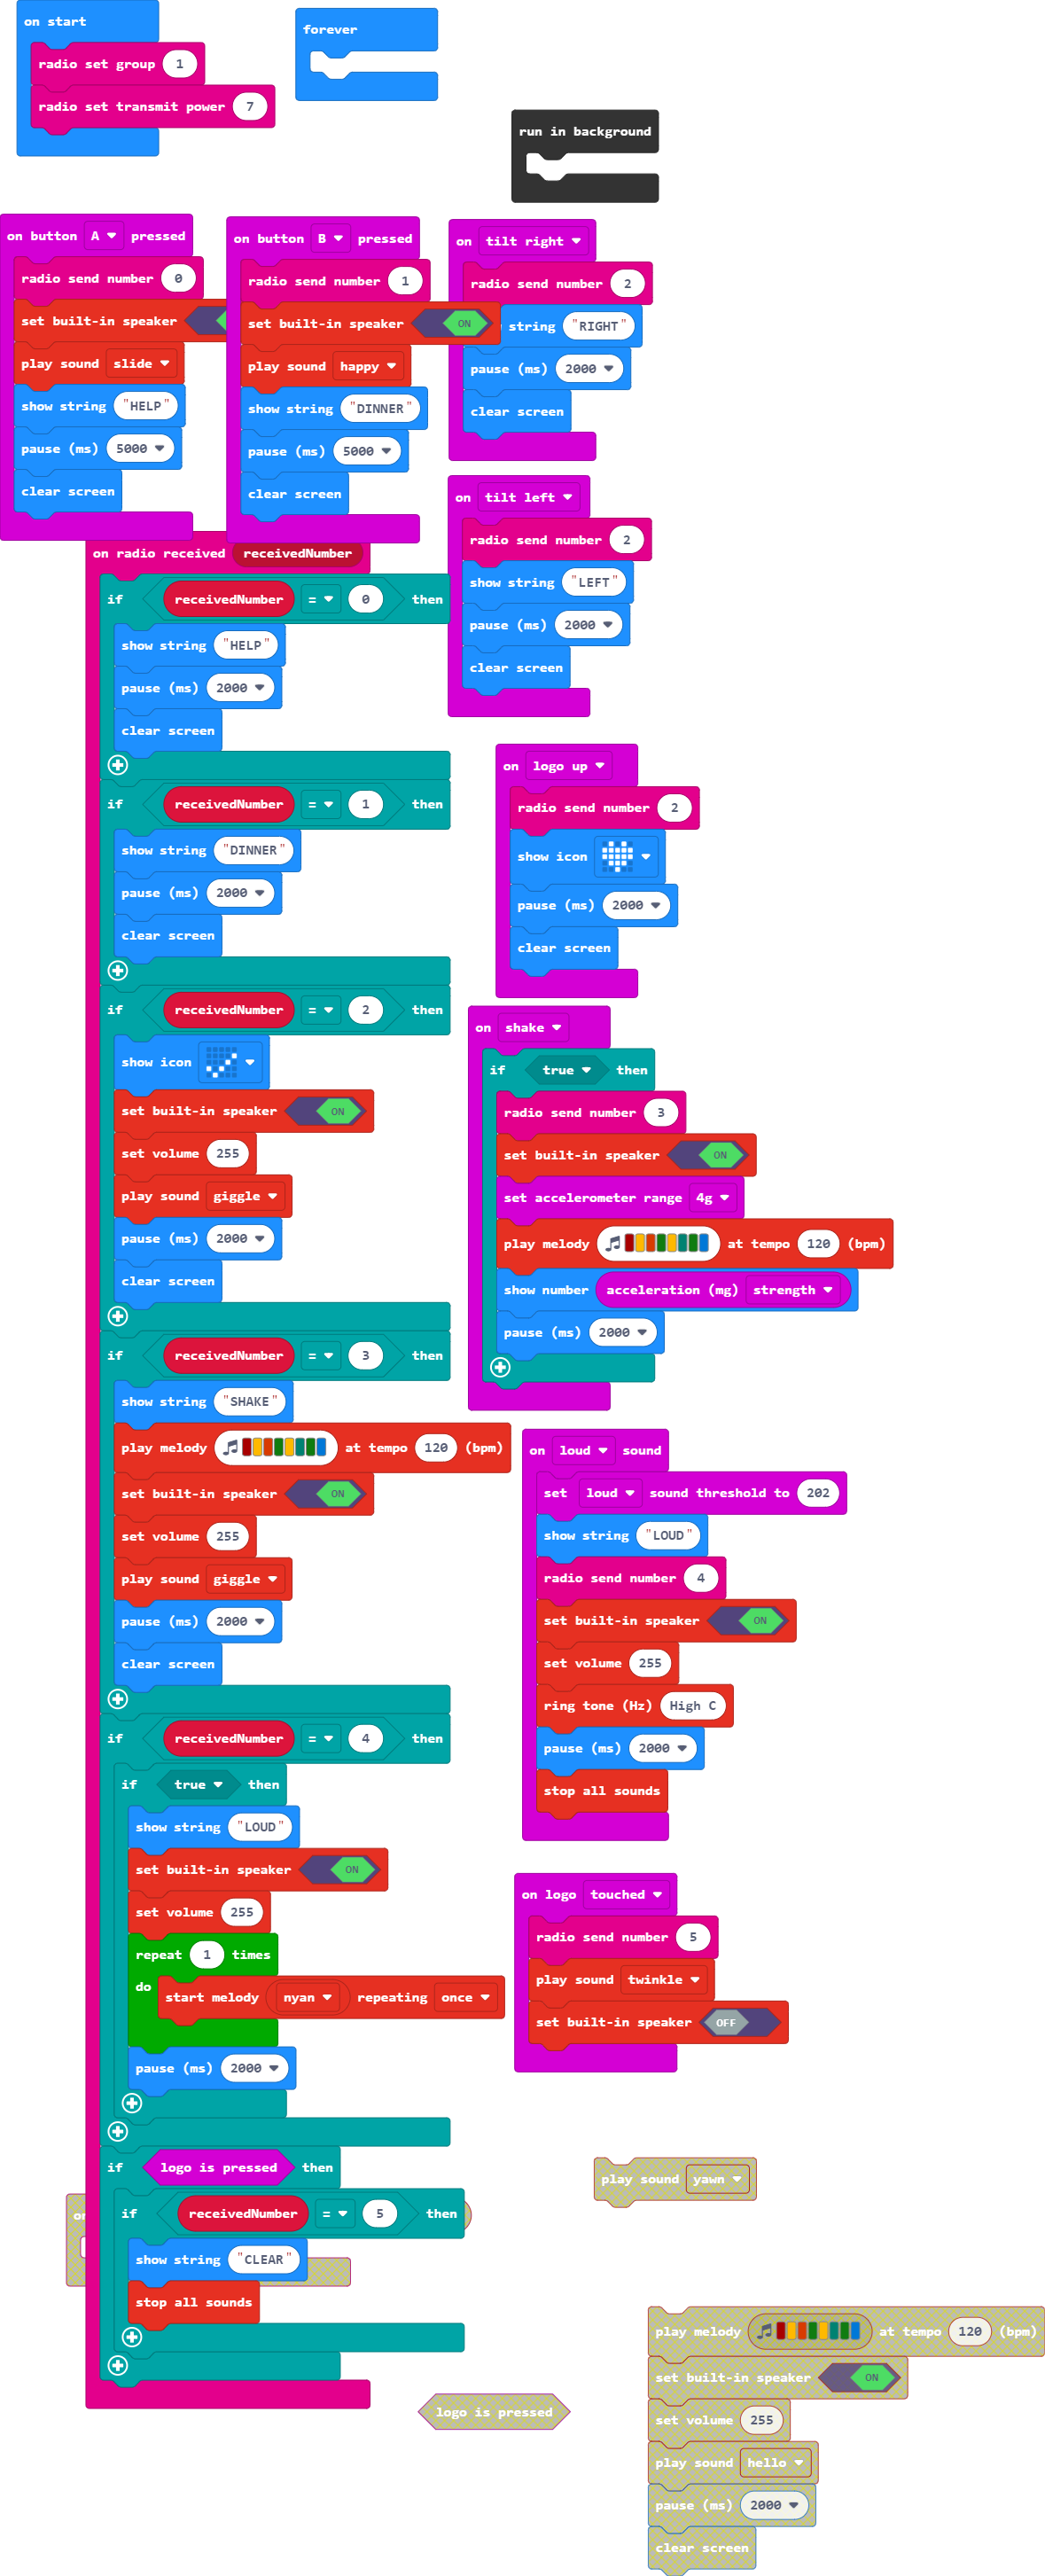 on start
radio set group 1
radio set transmit power 7
forever
run in background
on button A pressed
radio send number 0
set built-in speaker
play sound slide
show string "HELP"
pause (ms) 5000
clear screen
on button B pressed
radio send number 1
set built-in speaker ON
play sound happy
show string "DINNER"
pause (ms) 5000
clear screen
on tilt right
radio send number 2
string "RIGHT"
pause (ms) 2000
clear screen
on tilt left
radio send number 2
show string "LEFT"
pause (ms) 2000
clear screen
on radio received receivedNumber
if receivedNumber = 0 then
show string "HELP"
pause (ms) 2000
clear screen
if receivedNumber = 1 then
show string "DINNER"
pause (ms) 2000
clear screen
if receivedNumber = 2 then
show icon
set built-in speaker ON
set volume 255
play sound giggle
pause (ms) 2000
clear screen
if receivedNumber = 3 then
show string "SHAKE"
play melody at tempo 120 (bpm)
set built-in speaker ON
set volume 255
play sound giggle
pause (ms) 2000
clear screen
if receivedNumber = 4 then
if true then
show string "LOUD"
set built-in speaker ON
set volume 255
repeat 1 times
do start melody nyan repeating once
pause (ms) 2000
if logo is pressed then
if receivedNumber = 5 then
show string "CLEAR"
stop all sounds
on logo up
radio send number 2
show icon
pause (ms) 2000
clear screen
on shake
if true then
radio send number 3
set built-in speaker ON
set accelerometer range 4g
play melody at tempo 120 (bpm)
show number acceleration (mg) strength
pause (ms) 2000
on loud sound
set loud sound threshold to 202
show string "LOUD"
radio send number 4
set built-in speaker ON
set volume 255
ring tone (Hz) High C
pause (ms) 2000
stop all sounds
on logo touched
radio send number 5
play sound twinkle
set built-in speaker OFF
play sound yawn
logo is pressed
play melody at tempo 120 (bpm)
set built-in speaker ON
set volume 255
play sound hello
pause (ms) 2000
clear screen